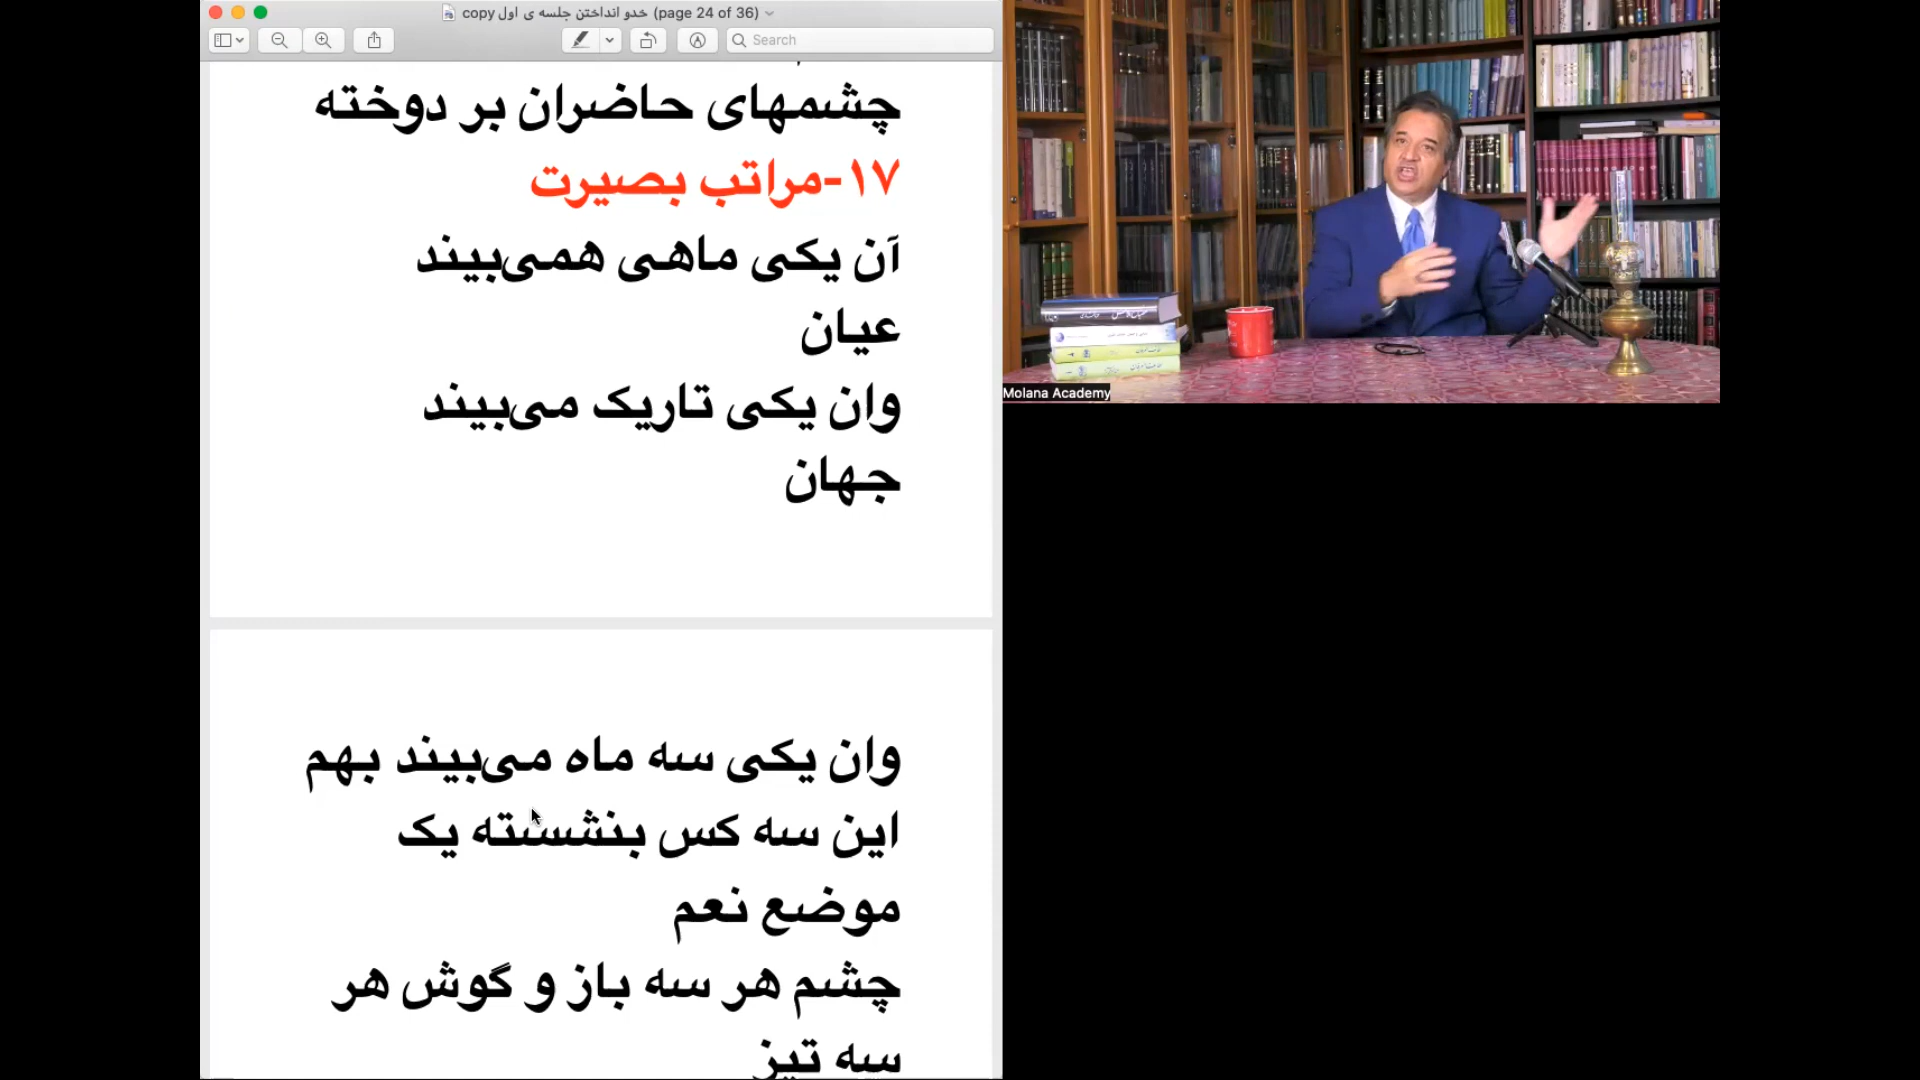 خدو انداختن جلسه ی اول copy (page 24 of 36)
Search
چشمهای حاضران بر دوخته
۱۷-مراتب بصیرت
آن یکی ماهی همی‌بیند
عیان
وان یکی تاریک می‌بیند
جهان
وان یکی سه ماه می‌بیند بهم
این سه کس بنشسته یک
موضع نعم
چشم هر سه باز و گوش هر
سه تیز
Molana Academy